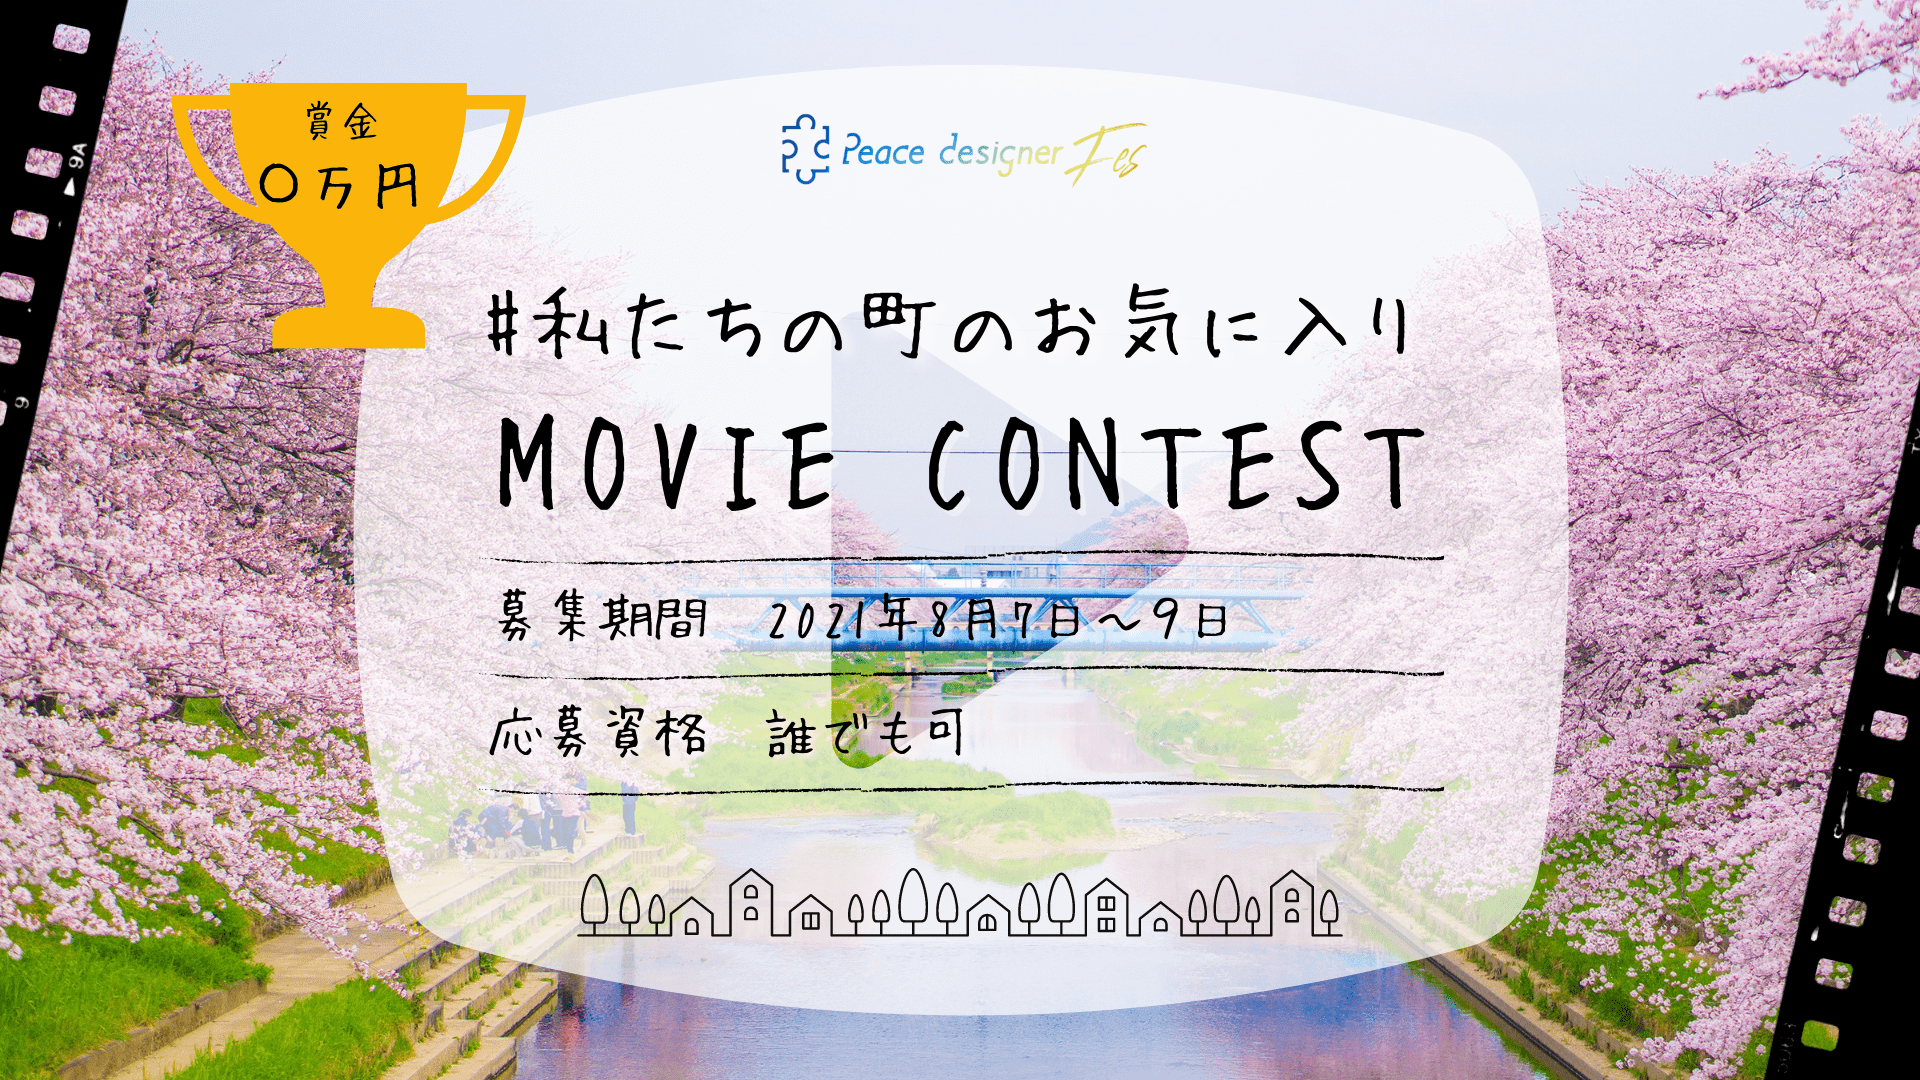 賞金
〇万円
Peace designer Fes
#私たちの町のお気に入り
MOVIE CONTEST
募集期間 2021年8月7日～9日
応募資格 誰でも可
9A
9